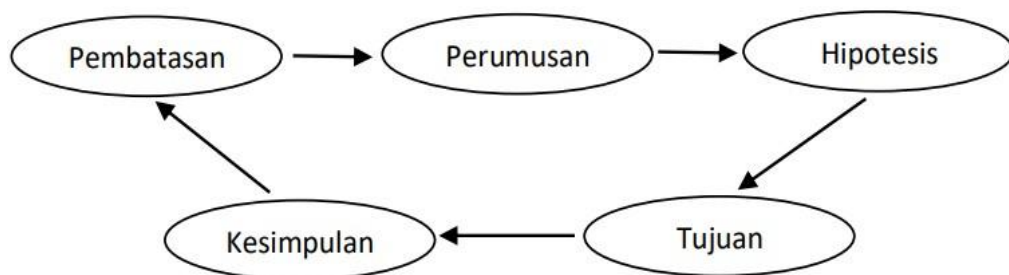 Pembatasan
Perumusan
Hipotesis
Tujuan
Kesimpulan